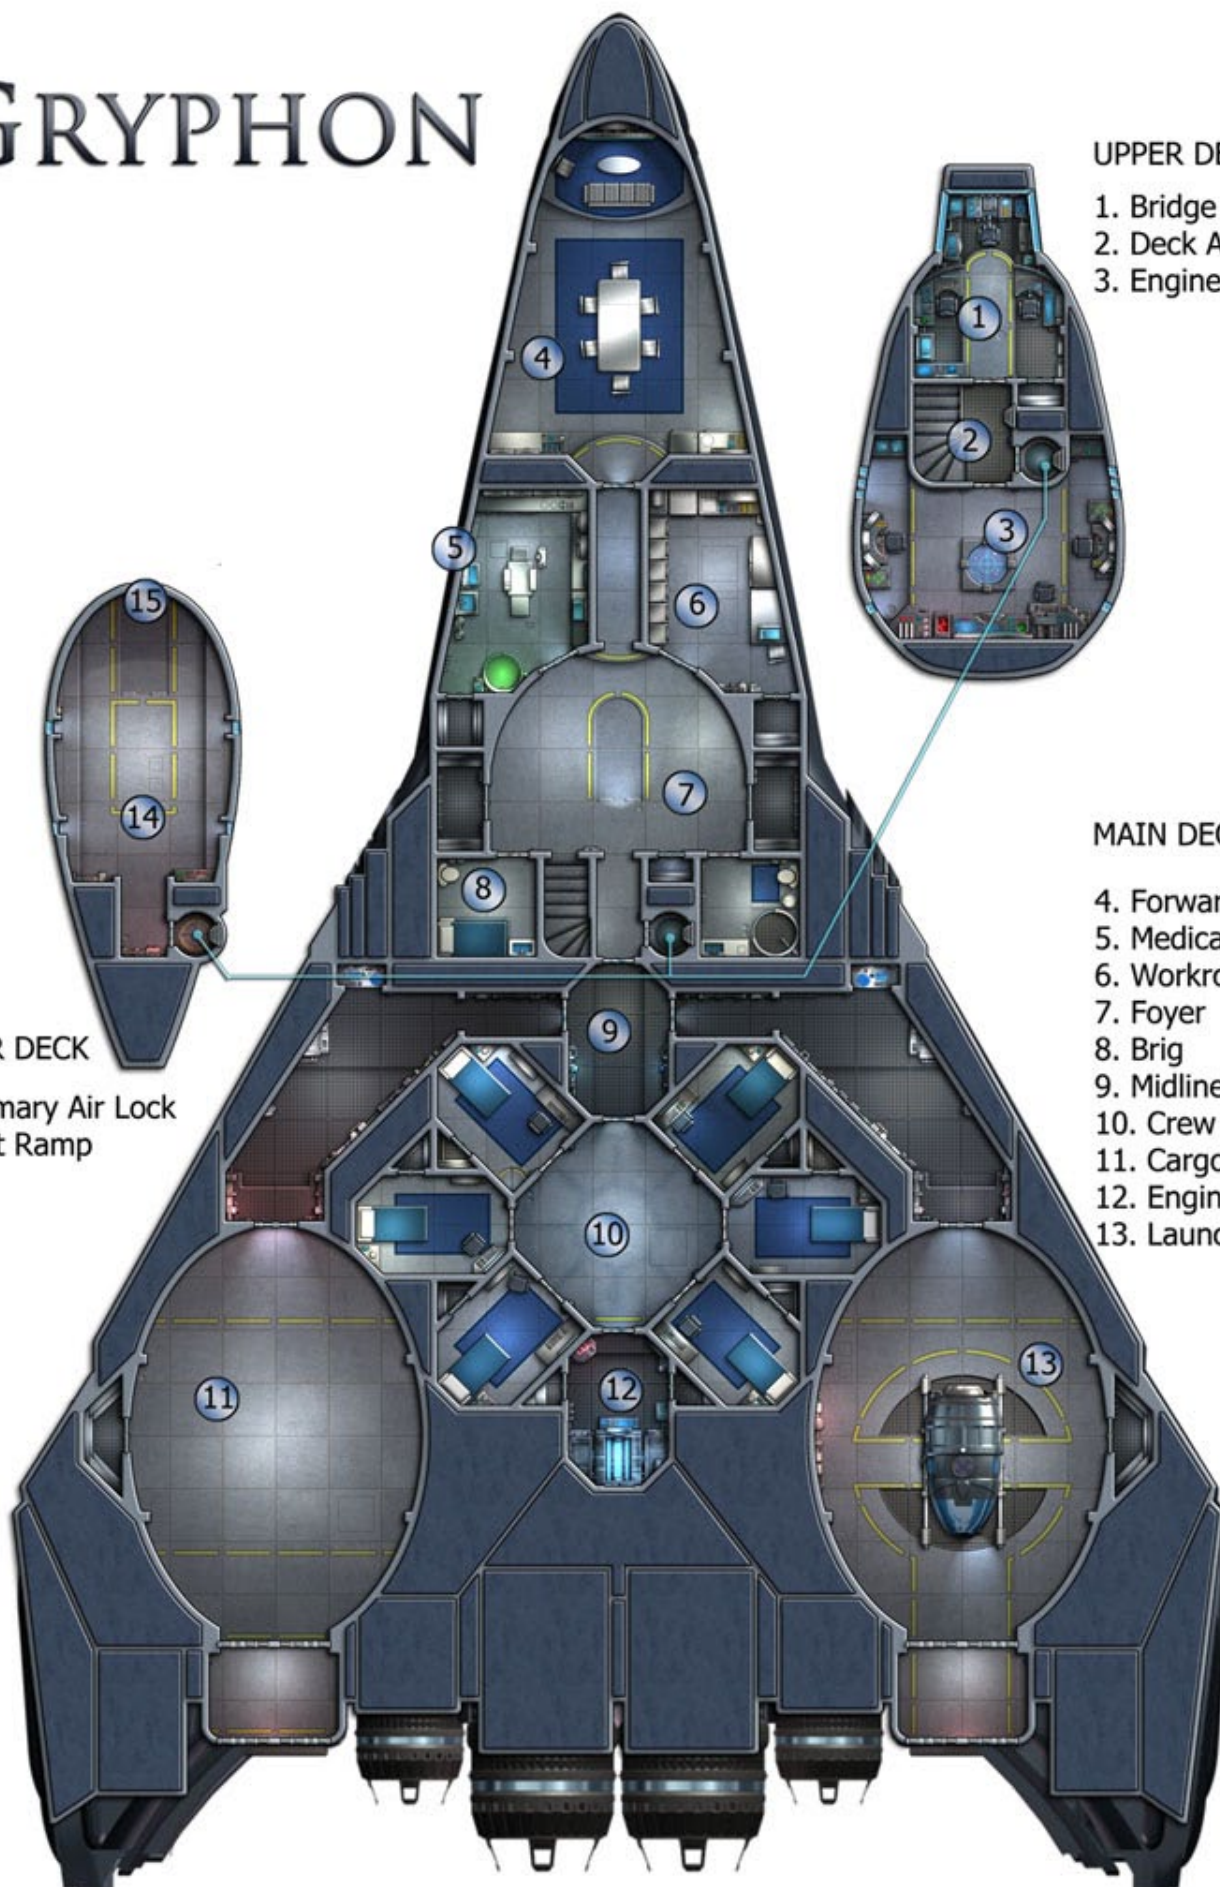 GRYPHON
UPPER DE
1. Bridge
2. Deck A
3. Engine
1
2
3
4
5
6
7
8
9
10
11
12
13
14
15
MAIN DEC
4. Forwar
5. Medica
6. Workro
7. Foyer
8. Brig
9. Midline
10. Crew
11. Cargo
12. Engin
13. Launc
R DECK
mary Air Lock
t Ramp